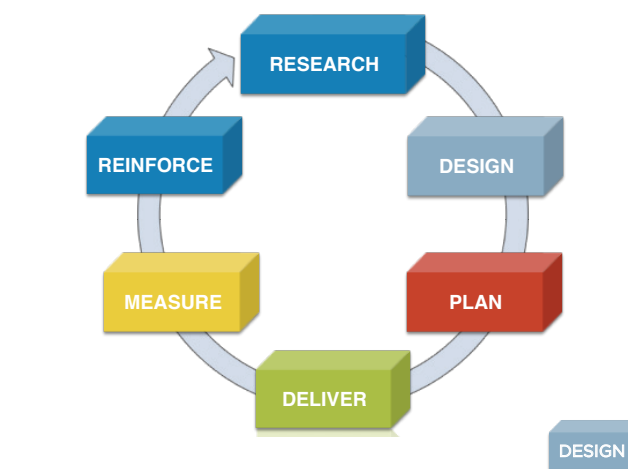 RESEARCH
DESIGN
PLAN
DELIVER
MEASURE
REINFORCE
DESIGN